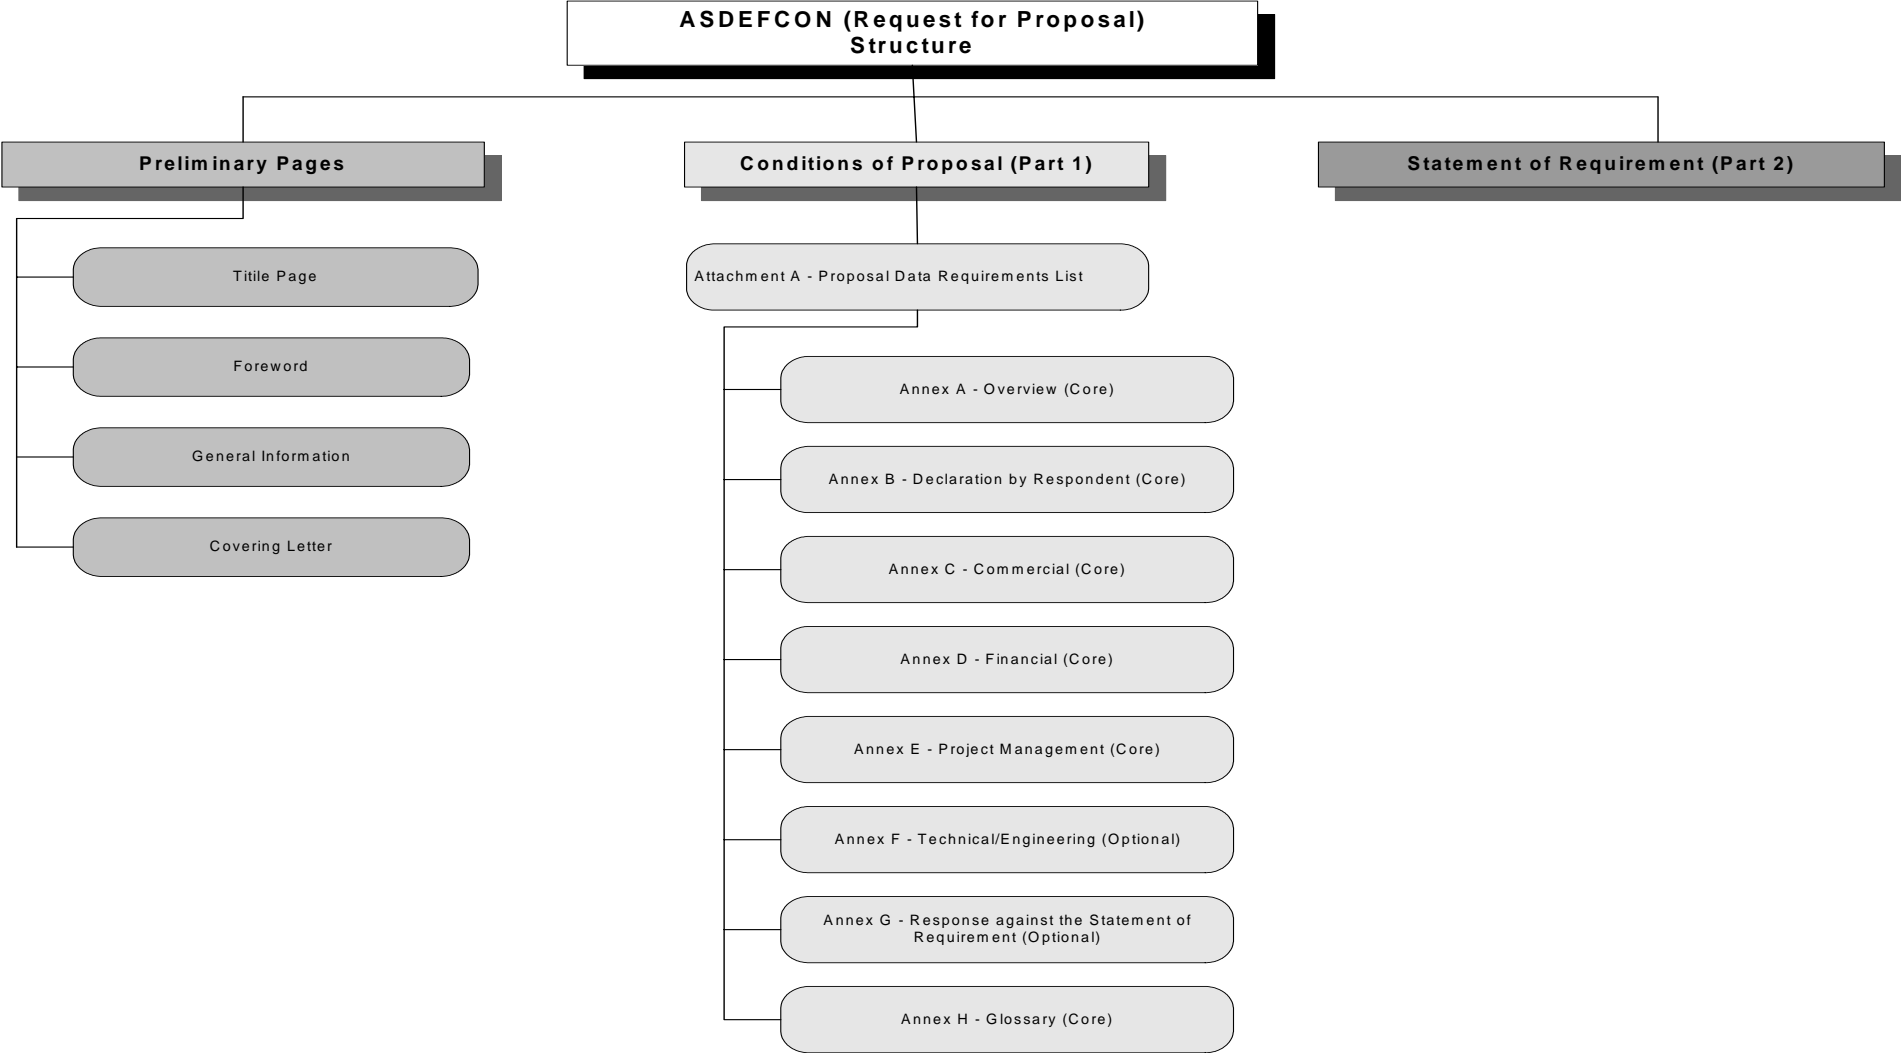 ASDEFCON (Request for Proposal)
Structure
Preliminary Pages
Conditions of Proposal (Part 1)
Statement of Requirement (Part 2)
Titile Page
Foreword
General Information
Covering Letter
Attachment A - Proposal Data Requirements List
Annex A - Overview (Core)
Annex B - Declaration by Respondent (Core)
Annex C - Commercial (Core)
Annex D - Financial (Core)
Annex E - Project Management (Core)
Annex F - Technical/Engineering (Optional)
Annex G - Response against the Statement of
Requirement (Optional)
Annex H - Glossary (Core)